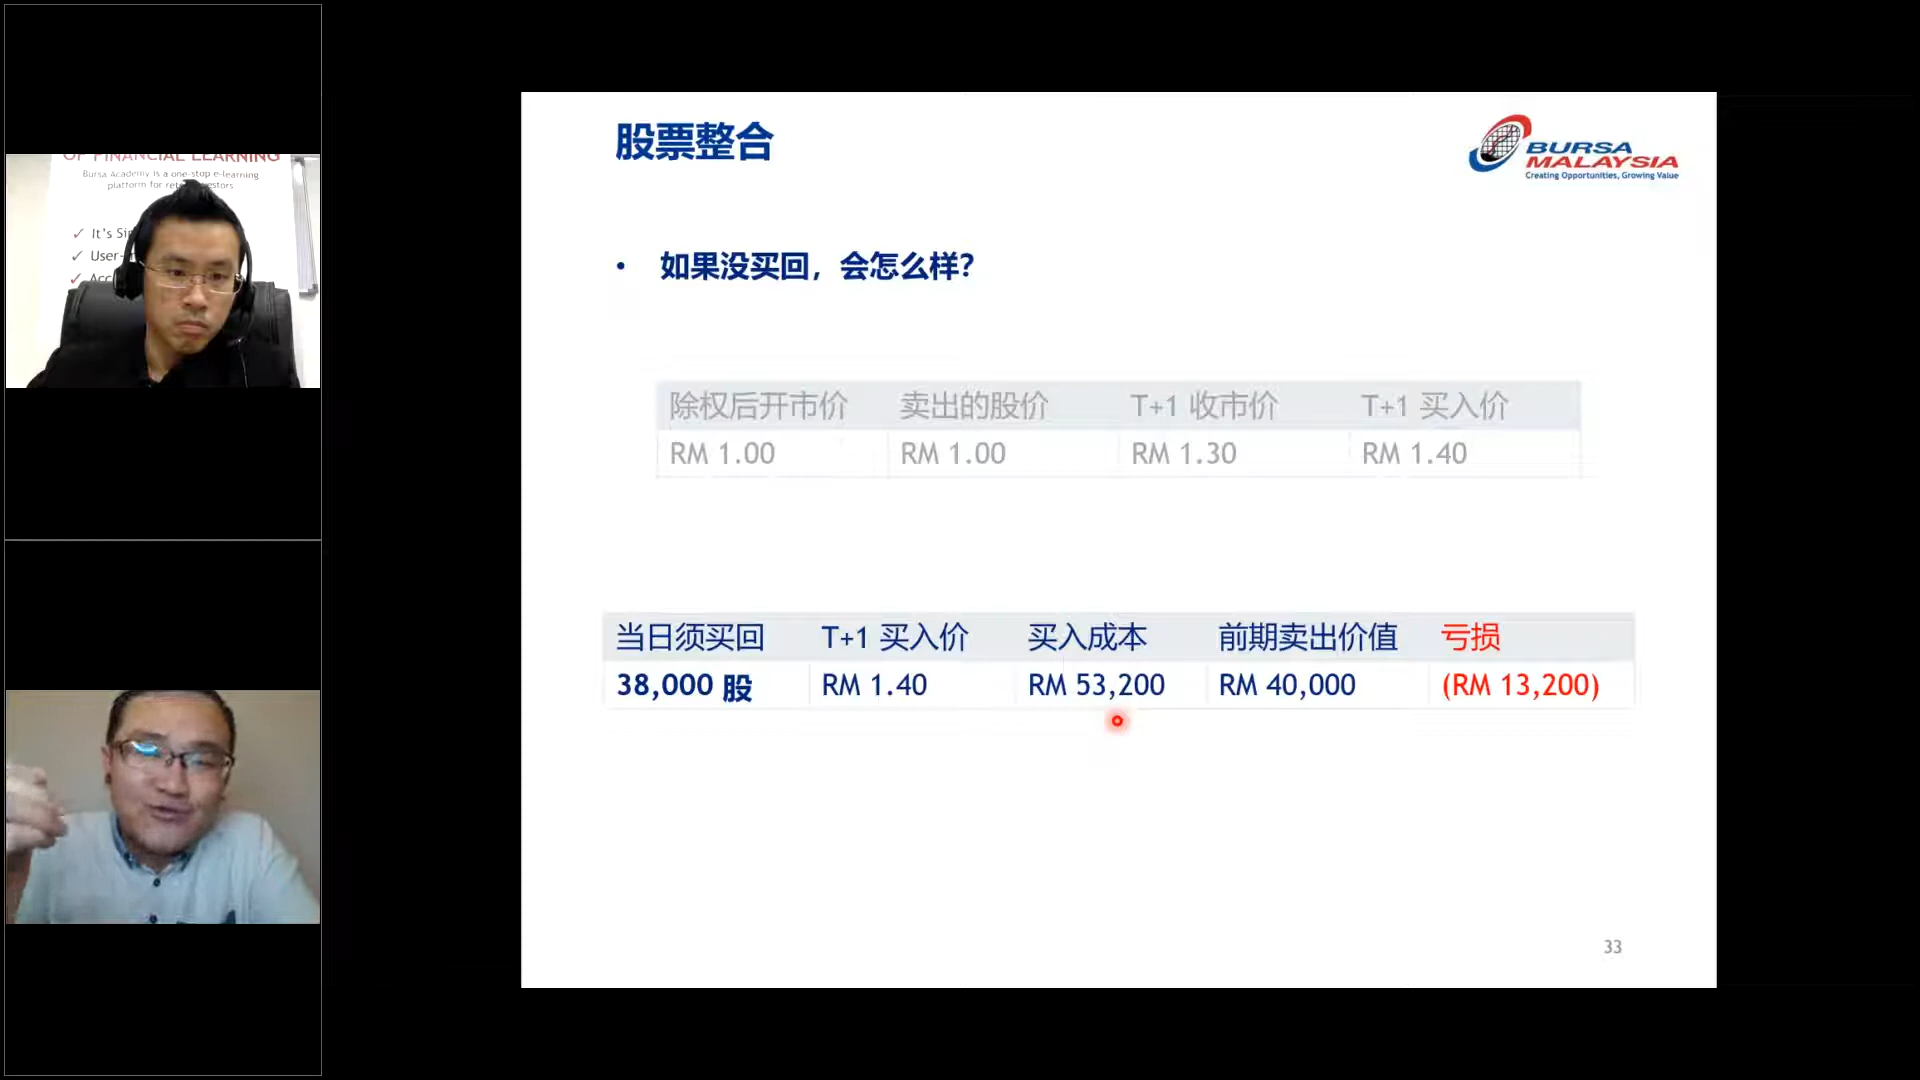 OF FINANCIAL LEARNING
Bursa Academy is a one-stop e-learning
platform for
✓ It's
✓ User-
✓
股票整合
BURSA
MALAYSIA
Creating Opportunities, Growing Value
• 如果没买回，会怎么样？
除权后开市价 卖出的股价 T+1 收市价 T+1 买入价
RM 1.00 RM 1.00 RM 1.30 RM 1.40
当日须买回 T+1 买入价 买入成本 前期卖出价值 亏损
38,000 股 RM 1.40 RM 53,200 RM 40,000 (RM 13,200)
33